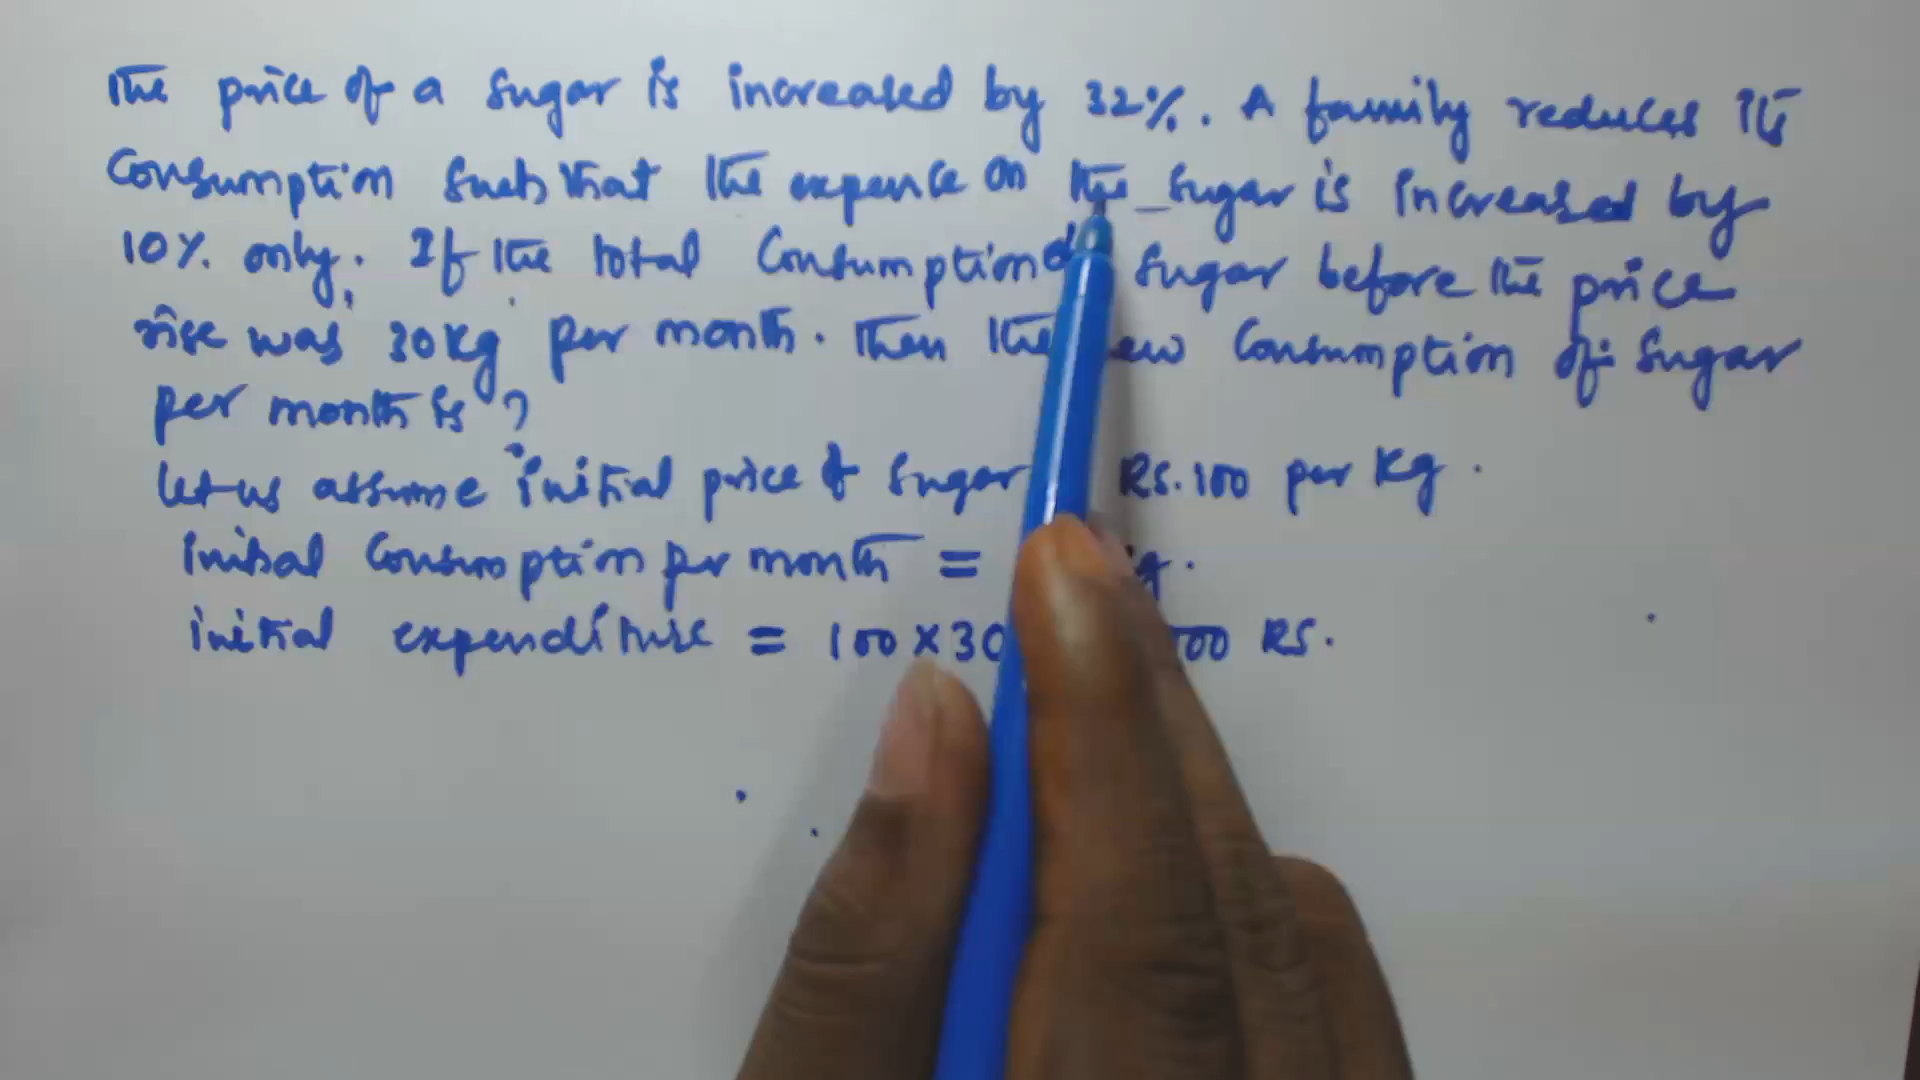 The price of a sugar is increased by 32%. A family reduces its
Consumption such that the expense on the sugar is increased by
10% only. If the total Consumption sugar before the price
rise was 30 kg per month. Then the Consumption of sugar
per month is?
Let us assume initial price of sugar RS. 100 per kg.
Initial Consumption per month =
initial expenditure = 100 × 30 RS.